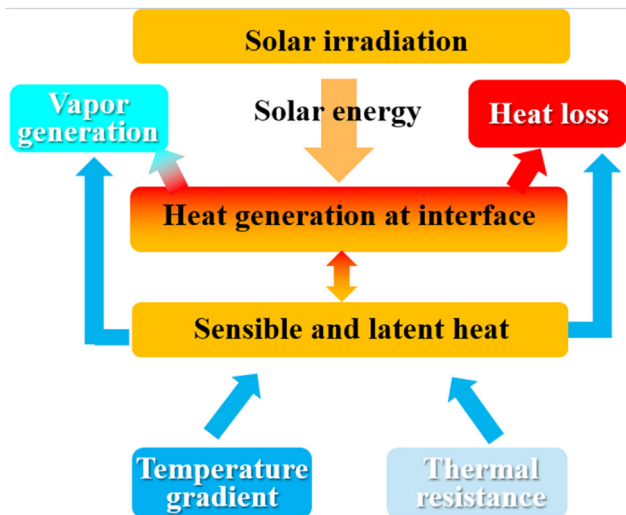 Solar irradiation
Vapor
generation
Solar energy
Heat loss
Heat generation at interface
Sensible and latent heat
Temperature
gradient
Thermal
resistance